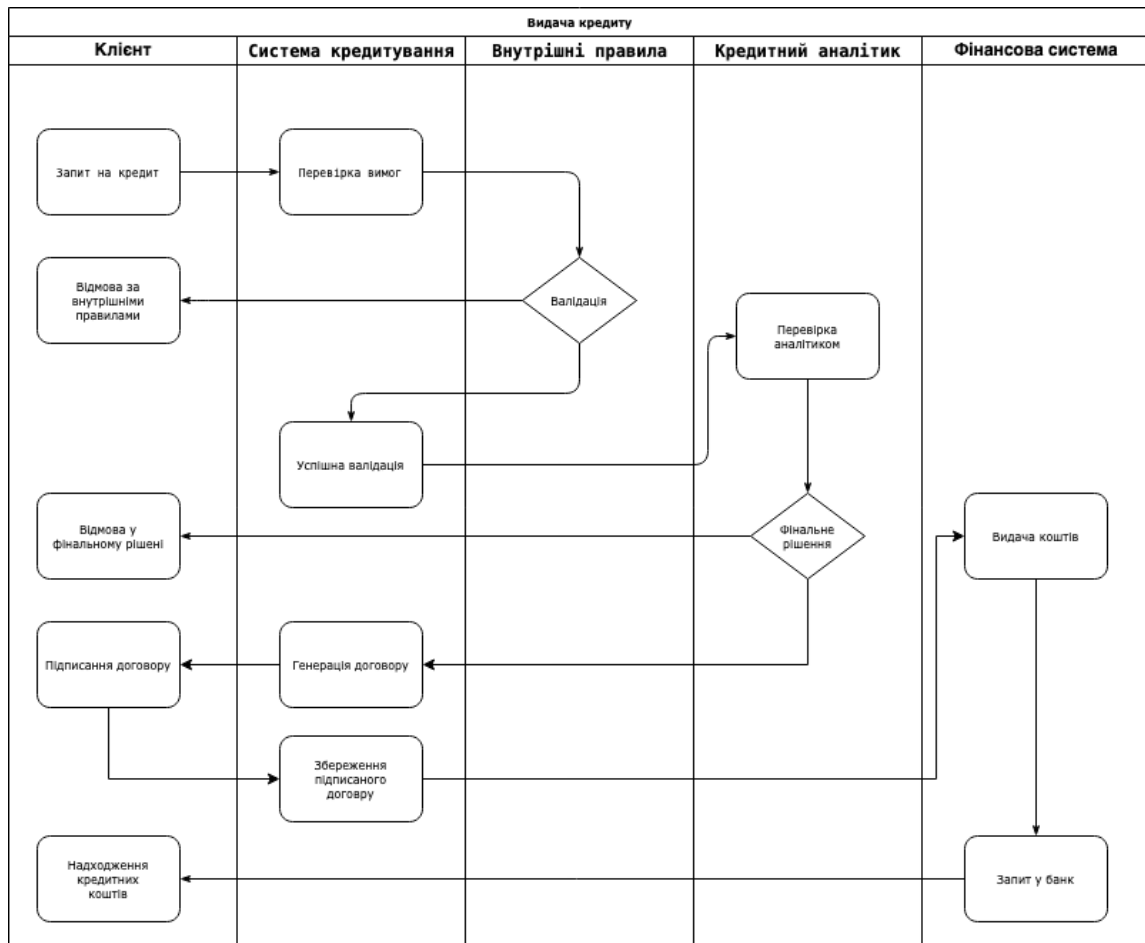 Видача кредиту
Клієнт
Система кредитування
Внутрішні правила
Кредитний аналітик
Фінансова система
Запит на кредит
Перевірка вимог
Відмова за
внутрішніми
правилами
Валідація
Перевірка
аналітиком
Успішна валідація
Відмова у
фінальному рішені
Фінальне
рішення
Видача коштів
Підписання договору
Генерація договору
Збереження
підписаного
договру
Надходження
кредитних
коштів
Запит у банк